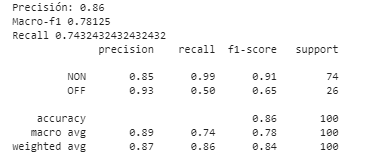 Precisión: 0.86
Macro-f1 0.78125
Recall 0.7432432432432432
precision recall f1-score support
NON 0.85 0.99 0.91 74
OFF 0.93 0.50 0.65 26
accuracy 0.86 100
macro avg 0.89 0.74 0.78 100
weighted avg 0.87 0.86 0.84 100